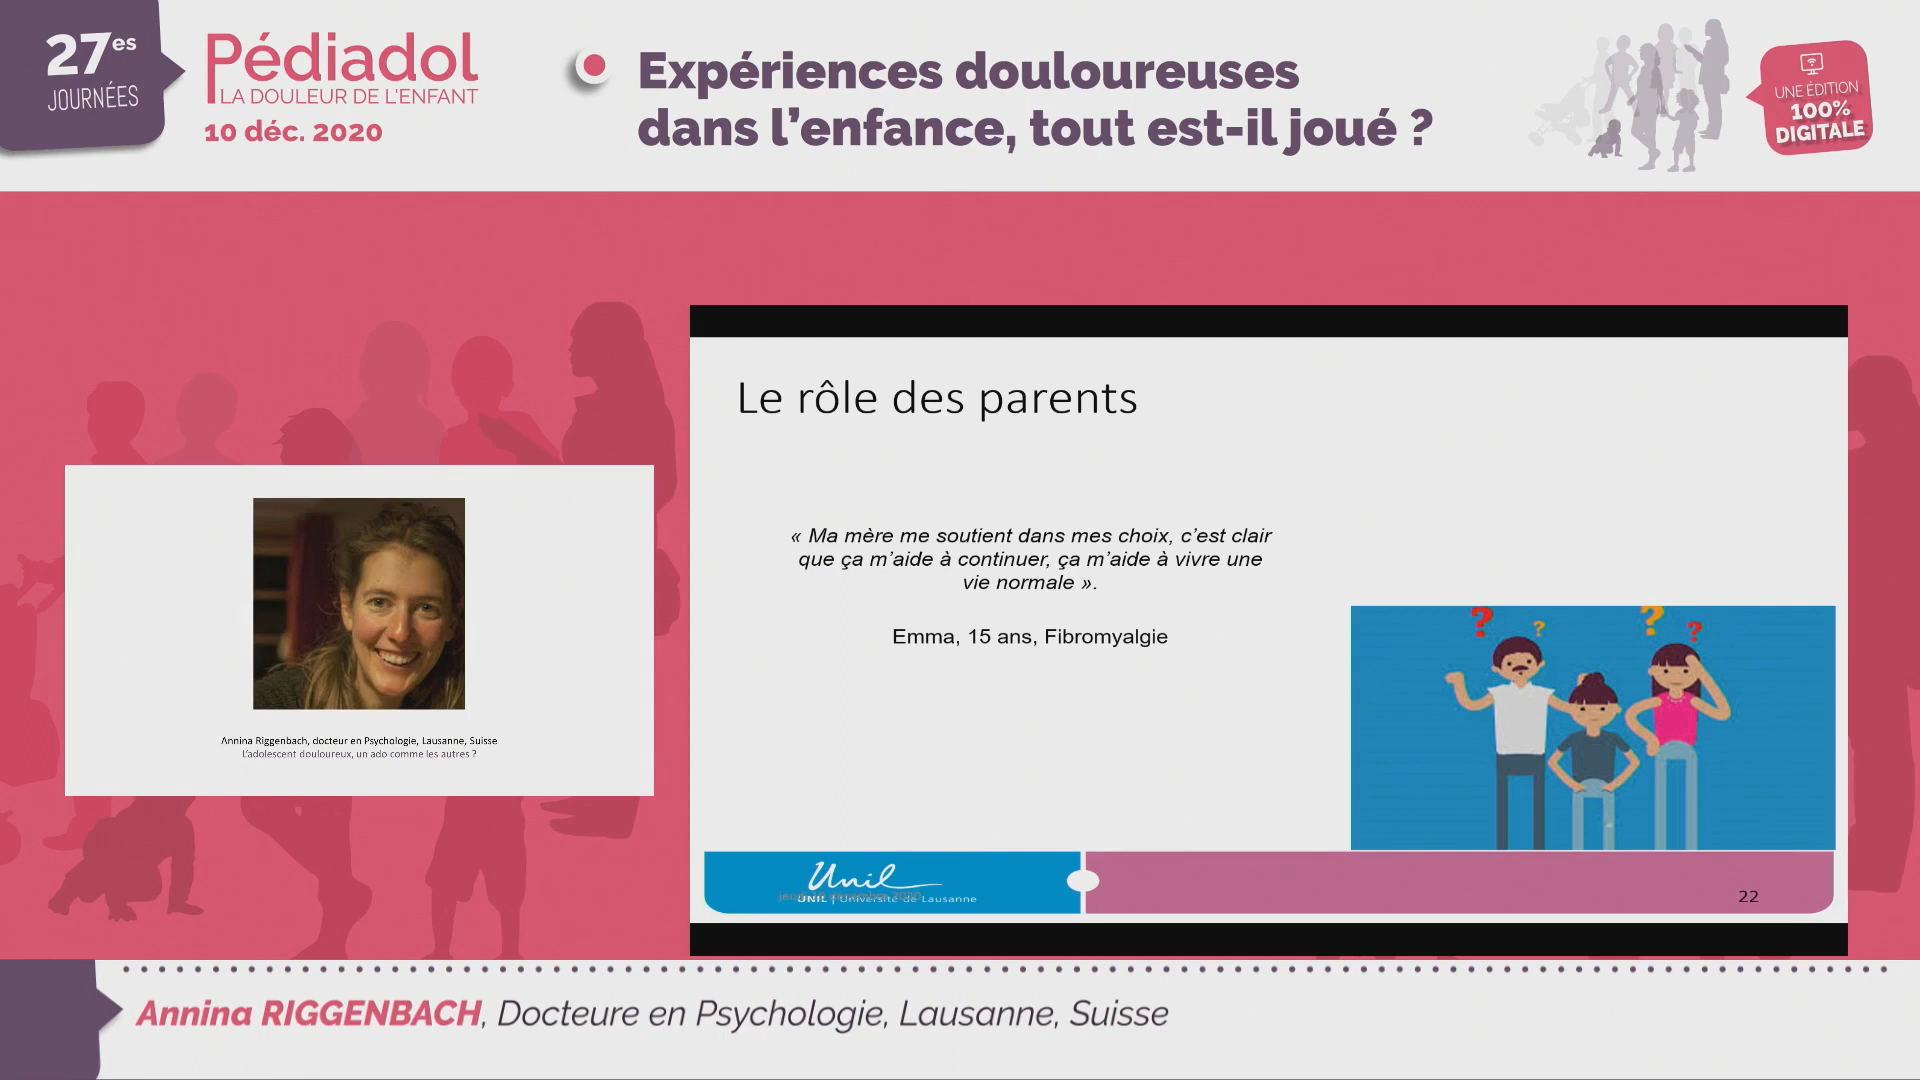 27es
JOURNÉES
Pédiadol
LA DOULEUR DE L'ENFANT
10 déc. 2020
Expériences douloureuses
dans l’enfance, tout est-il joué ?
UNE ÉDITION
100%
DIGITALE
Le rôle des parents
« Ma mère me soutient dans mes choix, c’est clair
que ça m’aide à continuer, ça m’aide à vivre une
vie normale ».
Emma, 15 ans, Fibromyalgie
? ? ? ?
Annina Riggenbach, docteur en Psychologie, Lausanne, Suisse
L’adolescent douloureux, un ado comme les autres ?
Unil
UNIL | Université de Lausanne
22
Annina RIGGENBACH, Docteure en Psychologie, Lausanne, Suisse